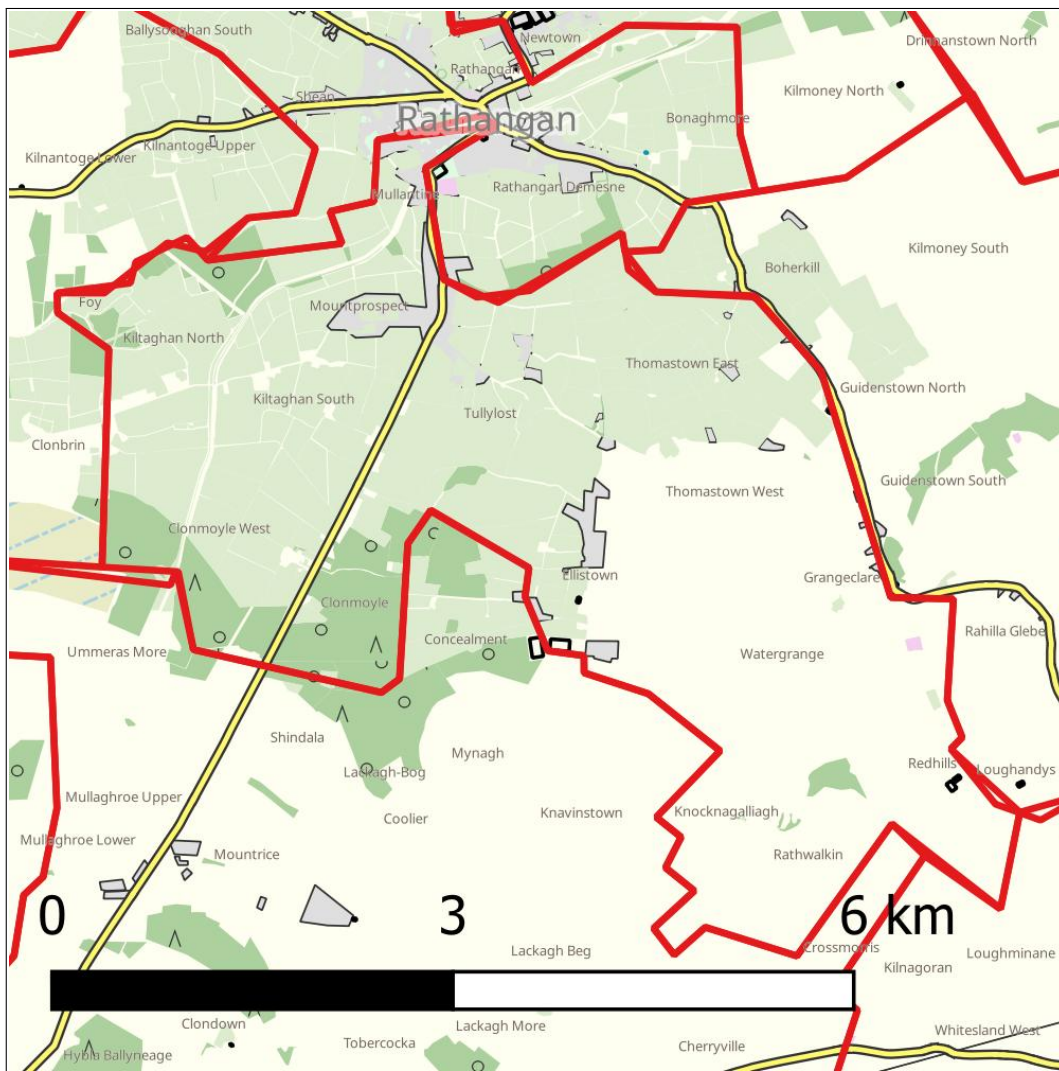 Ballysooghan South
Newtown
Drinnanstown North
Rathangan
Shean
Kilmoney North
Rathangan
Bonaghmore
Kilnantoge Lower
Kilnantoge Upper
Mullantine
Rathangan Demesne
Kilmoney South
Boherkill
Foy
Mountprospect
Kiltaghan North
Thomastown East
Guidenstown North
Kiltaghan South
Tullylost
Clonbrin
Guidenstown South
Thomastown West
Clonmoyle West
Ellistown
Grangeclare
Clonmoyle
Rahilla Glebe
Concealment
Ummeras More
Watergrange
Shindala
Mynagh
Redhills
Loughandys
Lackagh-Bog
Mullaghroe Upper
Coolier
Knavinstown
Knocknagalliagh
Mullaghroe Lower
Mountrice
Rathwalkin
0
3
6 km
Lackagh Beg
Crossmorris
Loughminane
Kilnagoran
Clondown
Lackagh More
Whitesland West
Tobercocka
Cherryville
Hybla Ballyneage